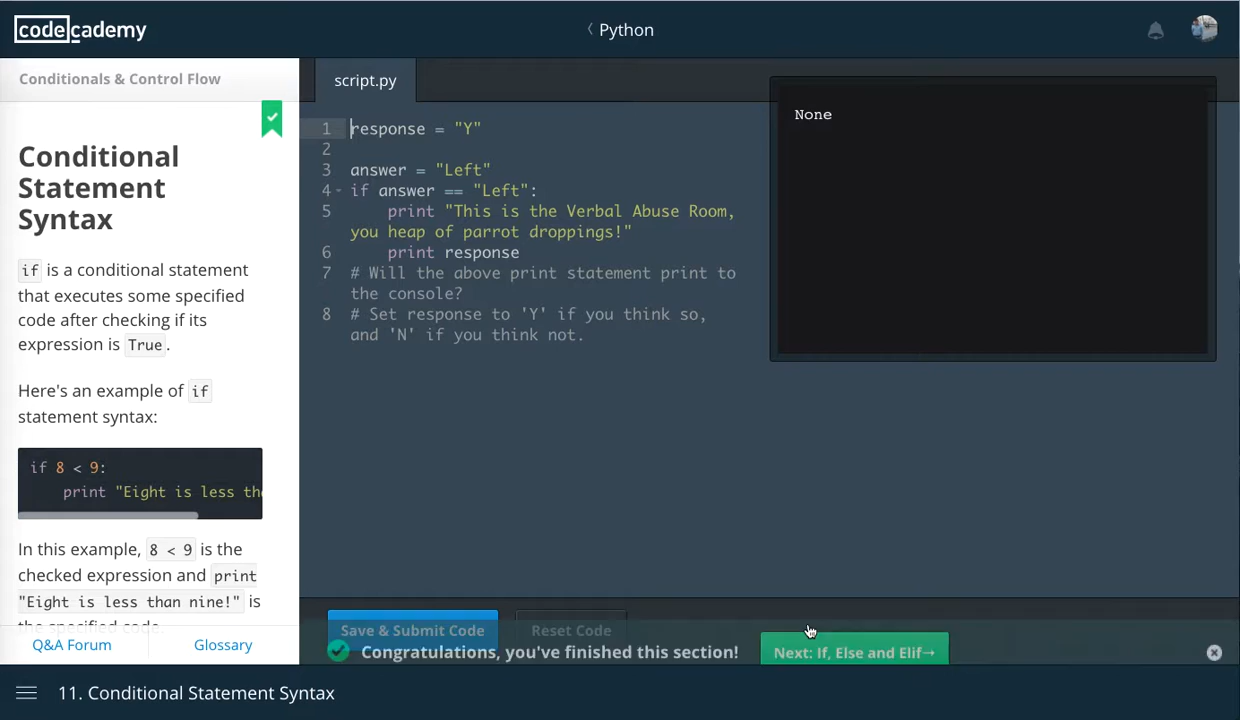 codecademy
Python
Conditionals & Control Flow
script.py
Conditional
Statement
Syntax
if is a conditional statement
that executes some specified
code after checking if its
expression is True.
Here's an example of if
statement syntax:
if 8 < 9:
print "Eight is less th
In this example, 8 < 9 is the
checked expression and print
"Eight is less than nine!" is
the specified code.
Q&A Forum Glossary
1 response = "Y"
2
3 answer = "Left"
4 if answer == "Left":
5 print "This is the Verbal Abuse Room,
you heap of parrot droppings!"
6 print response
7 # Will the above print statement print to
the console?
8 # Set response to 'Y' if you think so,
and 'N' if you think not.
None
Save & Submit Code Reset Code
Congratulations, you've finished this section! Next: If, Else and Elif→
11. Conditional Statement Syntax